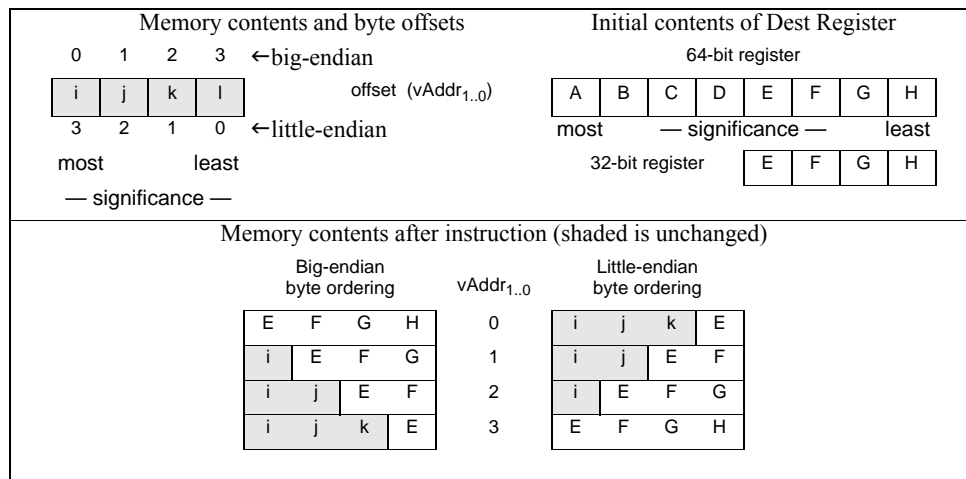 Memory contents and byte offsets
0 1 2 3 ←big-endian
i j k l offset (vAddr1..0)
3 2 1 0 ←little-endian
most least
— significance —
Initial contents of Dest Register
64-bit register
A B C D E F G H
most — significance — least
32-bit register E F G H
Memory contents after instruction (shaded is unchanged)
Big-endian
byte ordering
vAddr1..0
Little-endian
byte ordering
E F G H 0 i j k E
i E F G 1 i j E F
i j E F 2 i E F G
i j k E 3 E F G H